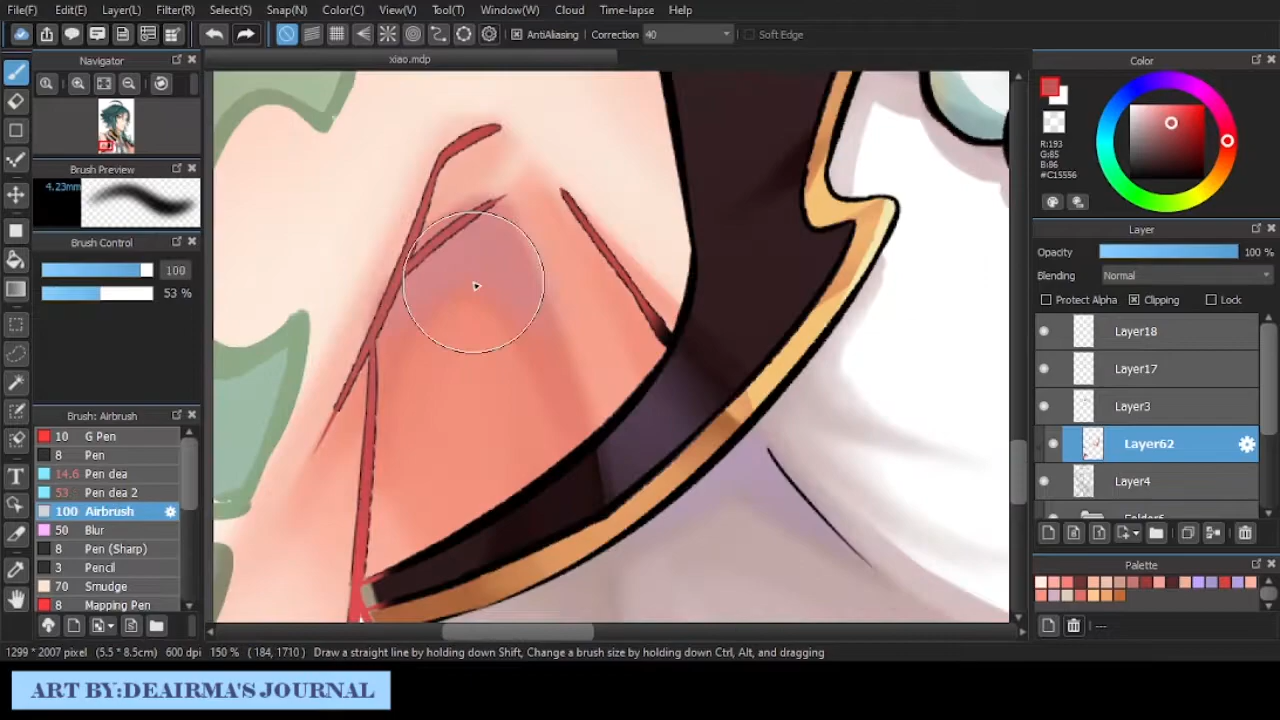 File(F) Edit(E) Layer(L) Filter(R) Select(S) Snap(N) Color(C) View(V) Tool(T) Window(W) Cloud Time-lapse Help
AntiAliasing Correction 40 Soft Edge
Navigator
xiao.mdp
Color
Brush Preview
4.23mm
R:193
G:85
B:86
#C15556
Brush Control
100
53 %
Layer
Opacity 100 %
Blending Normal
Protect Alpha Clipping Lock
Layer18
Layer17
Layer3
Layer62
Layer4
Brush: Airbrush
10 G Pen
8 Pen
14.6 Pen dea
53 Pen dea 2
100 Airbrush
50 Blur
8 Pen (Sharp)
3 Pencil
70 Smudge
8 Mapping Pen
Palette
---
1299 * 2007 pixel (5.5 * 8.5cm) 600 dpi 150 % ( 184, 1710 ) Draw a straight line by holding down Shift, Change a brush size by holding down Ctrl, Alt, and dragging
ART BY:DEAIRMA'S JOURNAL